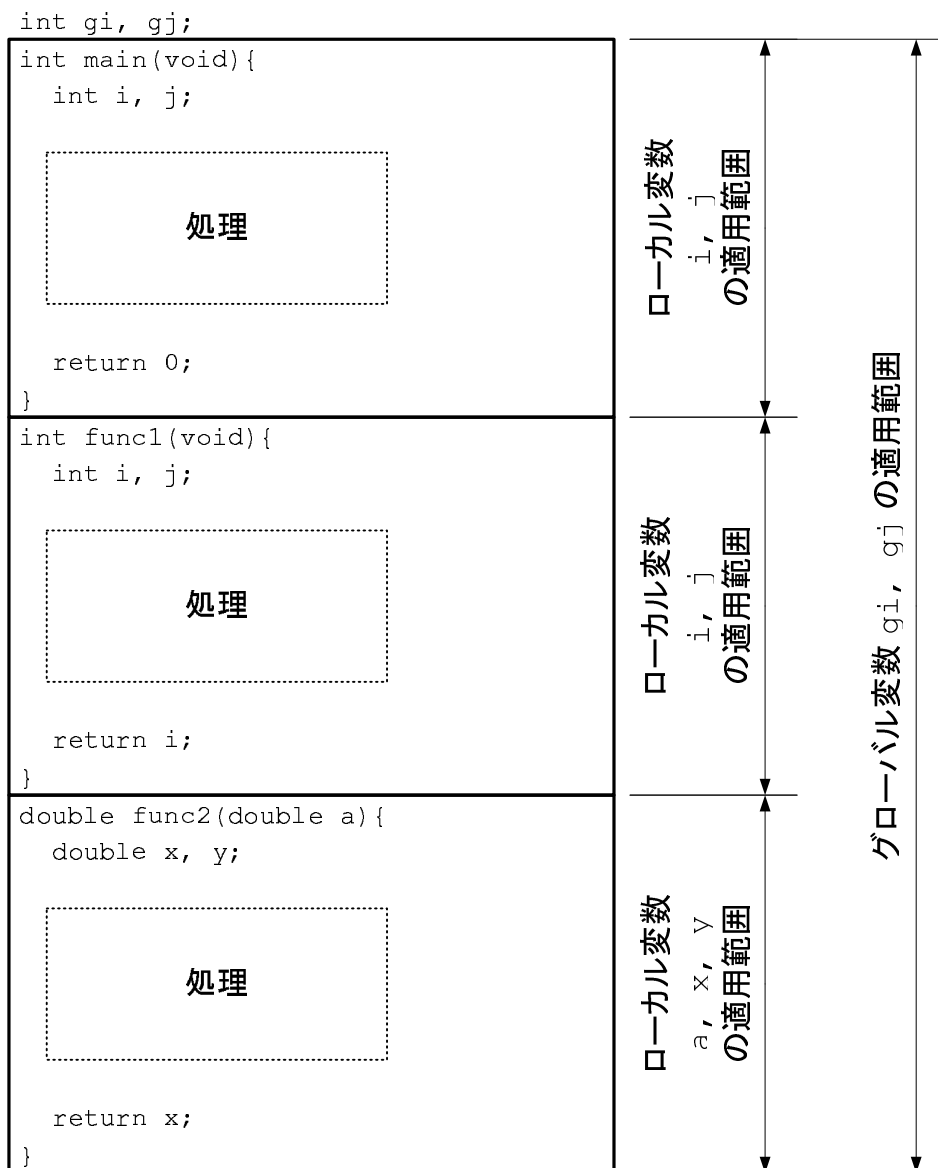 int gi, gj;
int main(void){
int i, j;
処理
return 0;
}
ローカル変数
i, j
の適用範囲
int func1(void){
int i, j;
処理
return i;
}
ローカル変数
i, j
の適用範囲
double func2(double a){
double x, y;
処理
return x;
}
ローカル変数
a, x, y
の適用範囲
グローバル変数 gi, gj の適用範囲